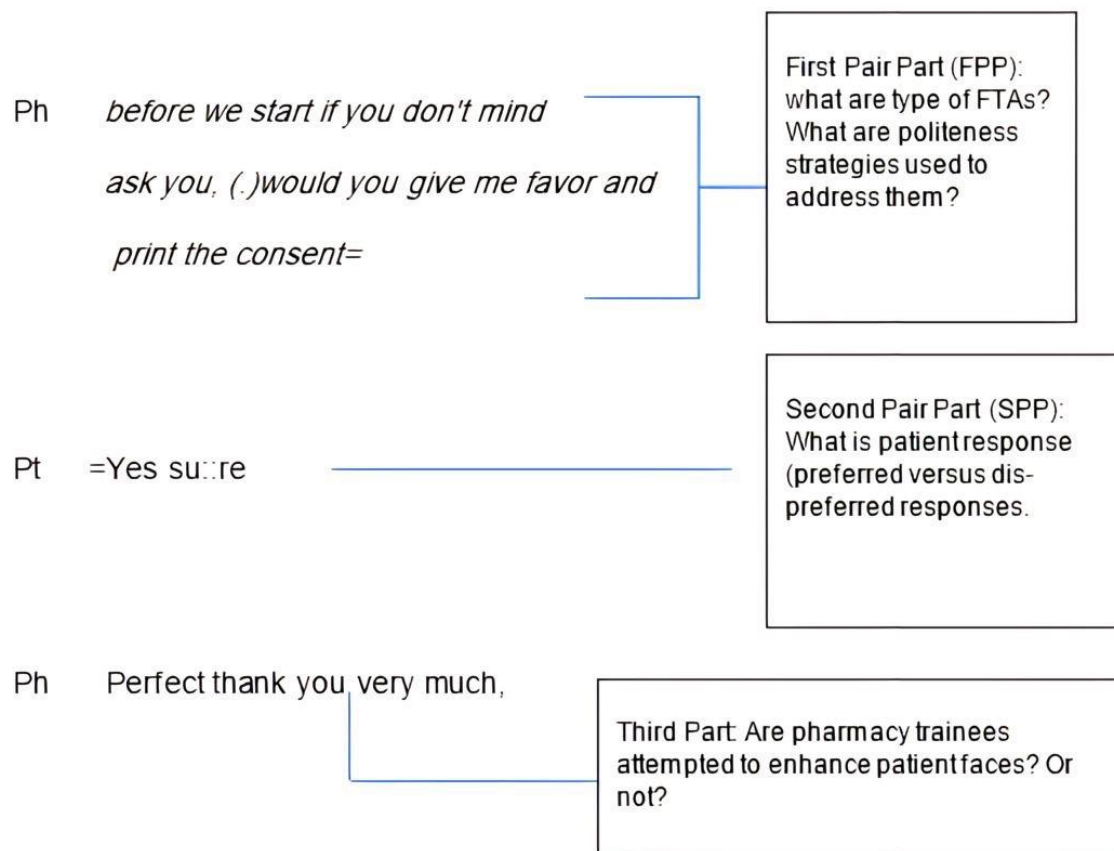 Ph before we start if you don't mind
ask you, (.)would you give me favor and
print the consent=
First Pair Part (FPP):
what are type of FTAs?
What are politeness
strategies used to
address them?
Pt =Yes su::re
Second Pair Part (SPP):
What is patient response
(preferred versus dis-
preferred responses.
Ph Perfect thank you very much,
Third Part: Are pharmacy trainees
attempted to enhance patient faces? Or
not?